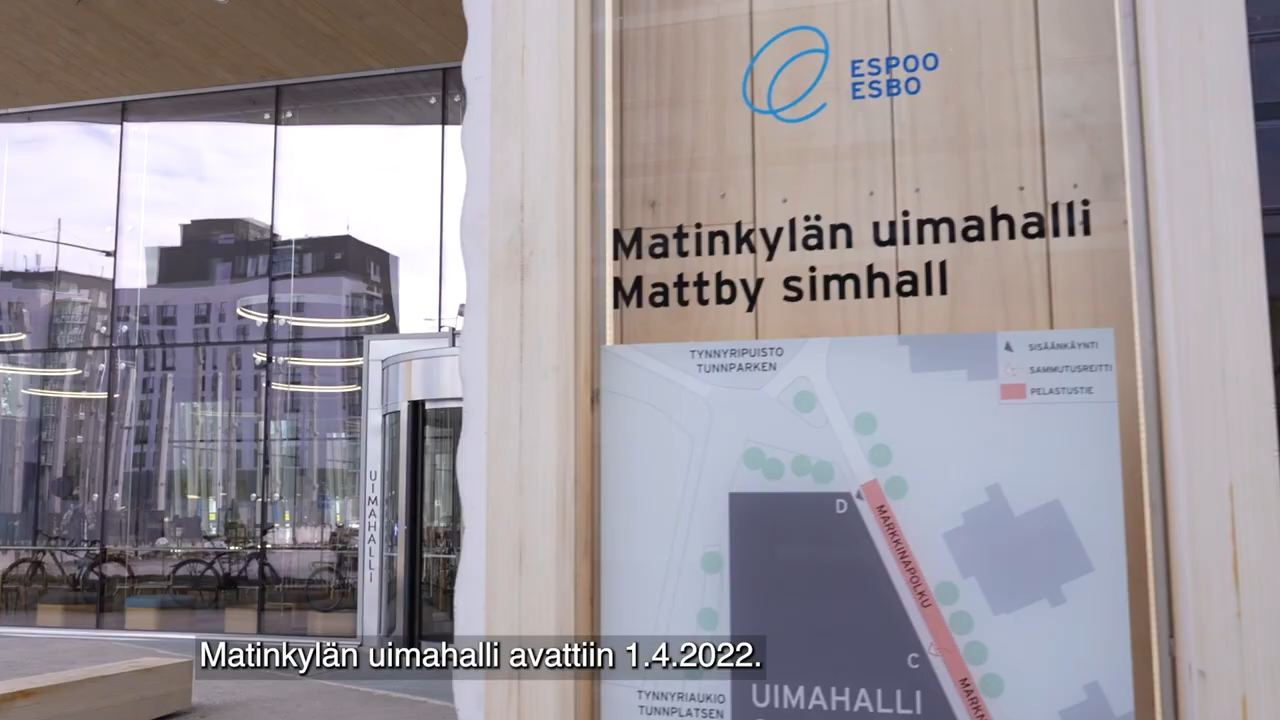 ESPOO
ESBO
Matinkylän uimahalli
Mattby simhall
TYNNYRIPUISTO
TUNNPARKEN
SISÄÄNKÄYNTI
SAMMUTUSREITTI
PELASTUSTIE
D
MARKKINAPOLKU
UIMAHALLI
C
TYNNYRIAUKIO
TUNNPLATSEN
UIMAHALLI
Matinkylän uimahalli avattiin 1.4.2022.